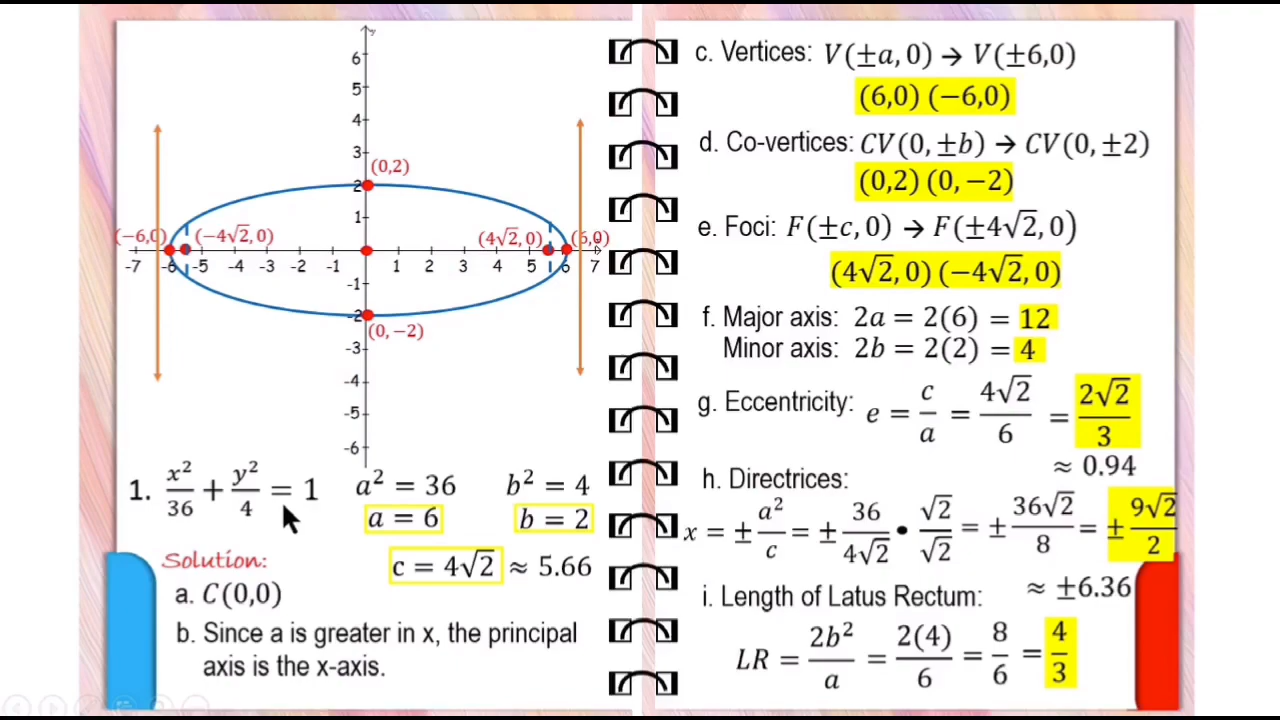 y
6
5
4
3
2
1
-1
-2
-3
-4
-5
-6
-7 -6 -5 -4 -3 -2 -1 1 2 3 4 5 6 7
(0,2)
(−6,0) (−4√2, 0) (4√2, 0) (6,0)
(0, −2)
1. x²/36 + y²/4 = 1
a² = 36 b² = 4
a = 6 b = 2
c = 4√2 ≈ 5.66
Solution:
a. C(0,0)
b. Since a is greater in x, the principal
axis is the x-axis.
c. Vertices: V(±a, 0) → V(±6,0)
(6,0) (−6,0)
d. Co-vertices: CV(0, ±b) → CV(0, ±2)
(0,2) (0, −2)
e. Foci: F(±c, 0) → F(±4√2, 0)
(4√2, 0) (−4√2, 0)
f. Major axis: 2a = 2(6) = 12
Minor axis: 2b = 2(2) = 4
g. Eccentricity: e = c/a = 4√2/6 = 2√2/3
≈ 0.94
h. Directrices:
x = ± a²/c = ± 36/4√2 • √2/√2 = ± 36√2/8 = ± 9√2/2
≈ ±6.36
i. Length of Latus Rectum:
LR = 2b²/a = 2(4)/6 = 8/6 = 4/3